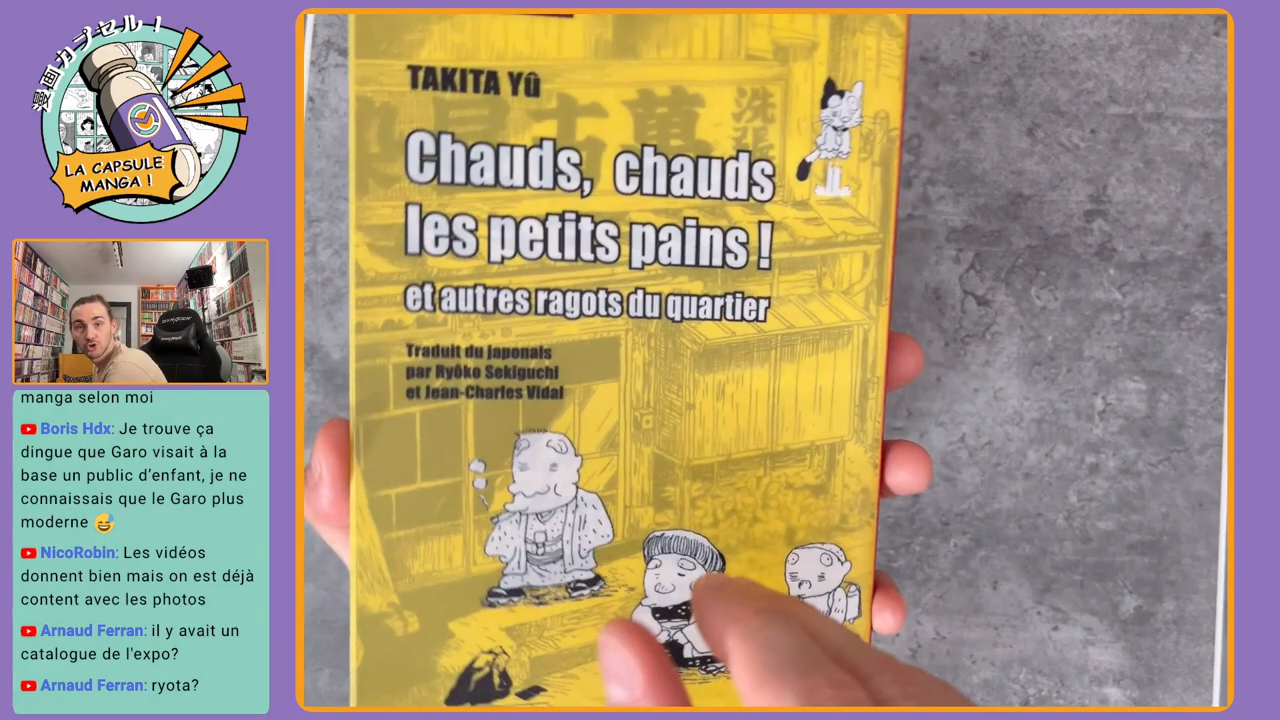 漫画カプセル!
LA CAPSULE
MANGA !
manga selon moi
Boris Hdx: Je trouve ça
dingue que Garo visait à la
base un public d’enfant, je ne
connaissais que le Garo plus
moderne 😅
NicoRobin: Les vidéos
donnent bien mais on est déjà
content avec les photos
Arnaud Ferran: il y avait un
catalogue de l'expo?
Arnaud Ferran: ryota?
TAKITA YÛ
Chauds, chauds
les petits pains !
et autres ragots du quartier
Traduit du japonais
par Ryôko Sekiguchi
et Jean-Charles Vidal
洗張